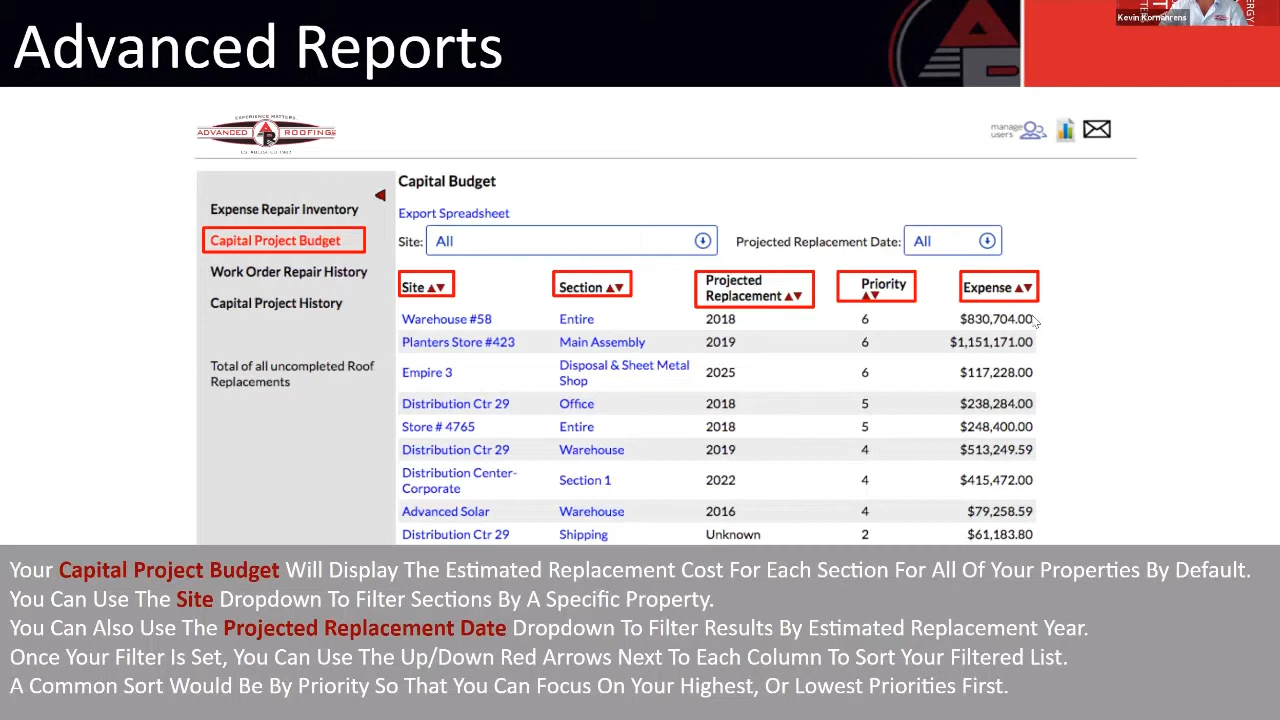 Advanced Reports
Kevin Kornahrens
EXPERIENCE MATTERS
ADVANCED ROOFING INC
ESTABLISHED 1983
manage
users
Capital Budget
Expense Repair Inventory
Export Spreadsheet
Capital Project Budget
Site: All Projected Replacement Date: All
Work Order Repair History
Capital Project History
Total of all uncompleted Roof
Replacements
Site Section Projected Replacement Priority Expense
Warehouse #58 Entire 2018 6 $830,704.00
Planters Store #423 Main Assembly 2019 6 $1,151,171.00
Empire 3 Disposal & Sheet Metal Shop 2025 6 $117,228.00
Distribution Ctr 29 Office 2018 5 $238,284.00
Store # 4765 Entire 2018 5 $248,400.00
Distribution Ctr 29 Warehouse 2019 4 $513,249.59
Distribution Center-Corporate Section 1 2022 4 $415,472.00
Advanced Solar Warehouse 2016 4 $79,258.59
Distribution Ctr 29 Shipping Unknown 2 $61,183.80
Your Capital Project Budget Will Display The Estimated Replacement Cost For Each Section For All Of Your Properties By Default.
You Can Use The Site Dropdown To Filter Sections By A Specific Property.
You Can Also Use The Projected Replacement Date Dropdown To Filter Results By Estimated Replacement Year.
Once Your Filter Is Set, You Can Use The Up/Down Red Arrows Next To Each Column To Sort Your Filtered List.
A Common Sort Would Be By Priority So That You Can Focus On Your Highest, Or Lowest Priorities First.